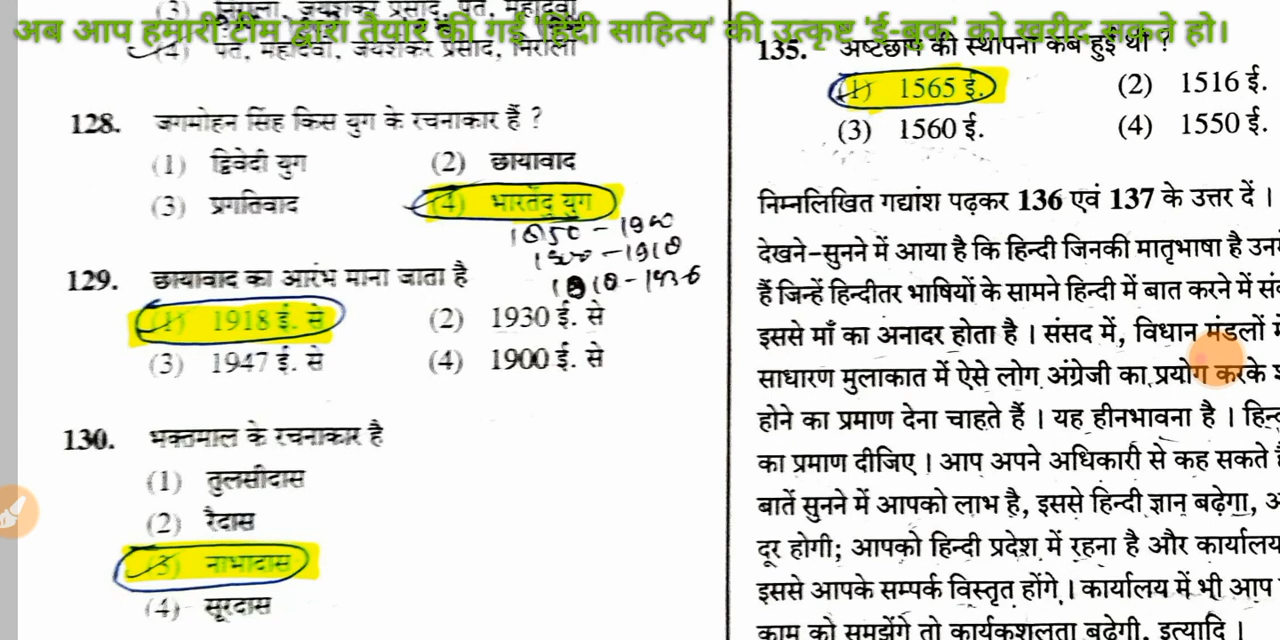 अब आप हमारी टीम द्वारा तैयार की गई 'हिंदी साहित्य' की उत्कृष्ट 'ई-बुक' को खरीद सकते हो।
(3) निराला, जयशंकर प्रसाद, पंत, महादेवी
(4) पंत, महादेवी, जयशंकर प्रसाद, निराला
128. जगमोहन सिंह किस युग के रचनाकार हैं ?
(1) द्विवेदी युग (2) छायावाद
(3) प्रगतिवाद (4) भारतेंदु युग
1850 - 1900
1900 - 1918
1918 - 1936
129. छायावाद का आरंभ माना जाता है
(1) 1918 ई. से (2) 1930 ई. से
(3) 1947 ई. से (4) 1900 ई. से
130. भक्तमाल के रचनाकार है
(1) तुलसीदास
(2) रैदास
(3) नाभादास
(4) सूरदास
135. अष्टछाप की स्थापना कब हुई थी ?
(1) 1565 ई. (2) 1516 ई.
(3) 1560 ई. (4) 1550 ई.
निम्नलिखित गद्यांश पढ़कर 136 एवं 137 के उत्तर दें ।
देखने-सुनने में आया है कि हिन्दी जिनकी मातृभाषा है
हैं जिन्हें हिन्दीतर भाषियों के सामने हिन्दी में बात करने में
इससे माँ का अनादर होता है । संसद में, विधान मंडलों
साधारण मुलाकात में ऐसे लोग अंग्रेजी का प्रयोग करके
होने का प्रमाण देना चाहते हैं । यह हीनभावना है ।
का प्रमाण दीजिए । आप अपने अधिकारी से कह सकते
बातें सुनने में आपको लाभ है, इससे हिन्दी ज्ञान बढ़ेगा,
दूर होगी; आपको हिन्दी प्रदेश में रहना है और कार्यालय
इससे आपके सम्पर्क विस्तृत होंगे । कार्यालय में भी आप
काम को समझेंगे तो कार्यकुशलता बढ़ेगी, इत्यादि ।